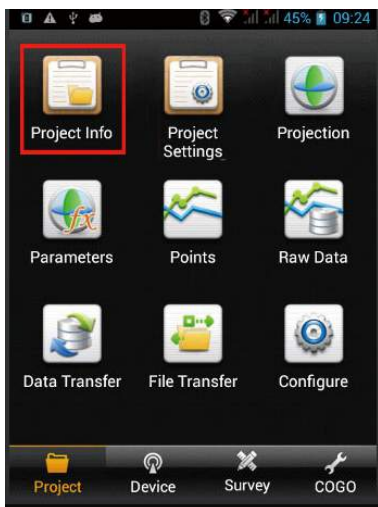 45% 09:24
Project Info
Project
Settings
Projection
fx
Parameters
Points
Raw Data
Data Transfer
File Transfer
Configure
Project
Device
Survey
COGO